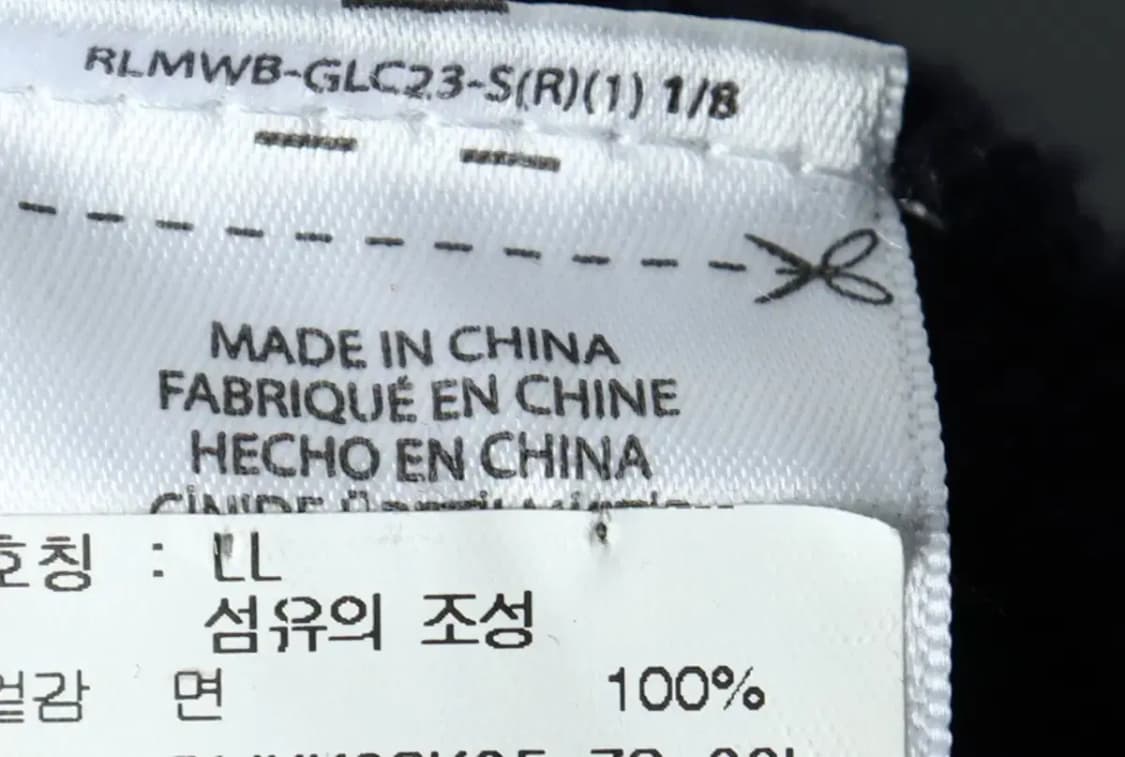 RLMWB-GLC23-S(R)(1) 1/8
MADE IN CHINA
FABRIQUÉ EN CHINE
HECHO EN CHINA
호칭 : LL
섬유의 조성
겉감 면 100%